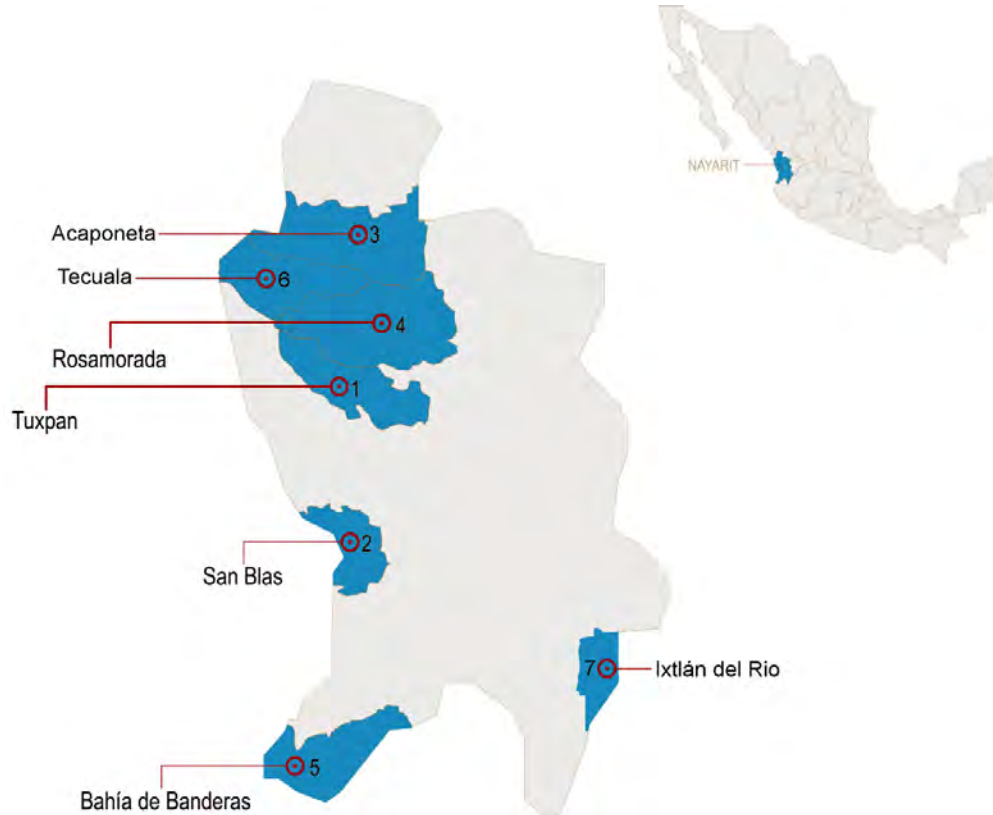 NAYARIT
Acaponeta
3
Tecuala
6
4
Rosamorada
1
Tuxpan
2
San Blas
7
Ixtlán del Rio
5
Bahía de Banderas